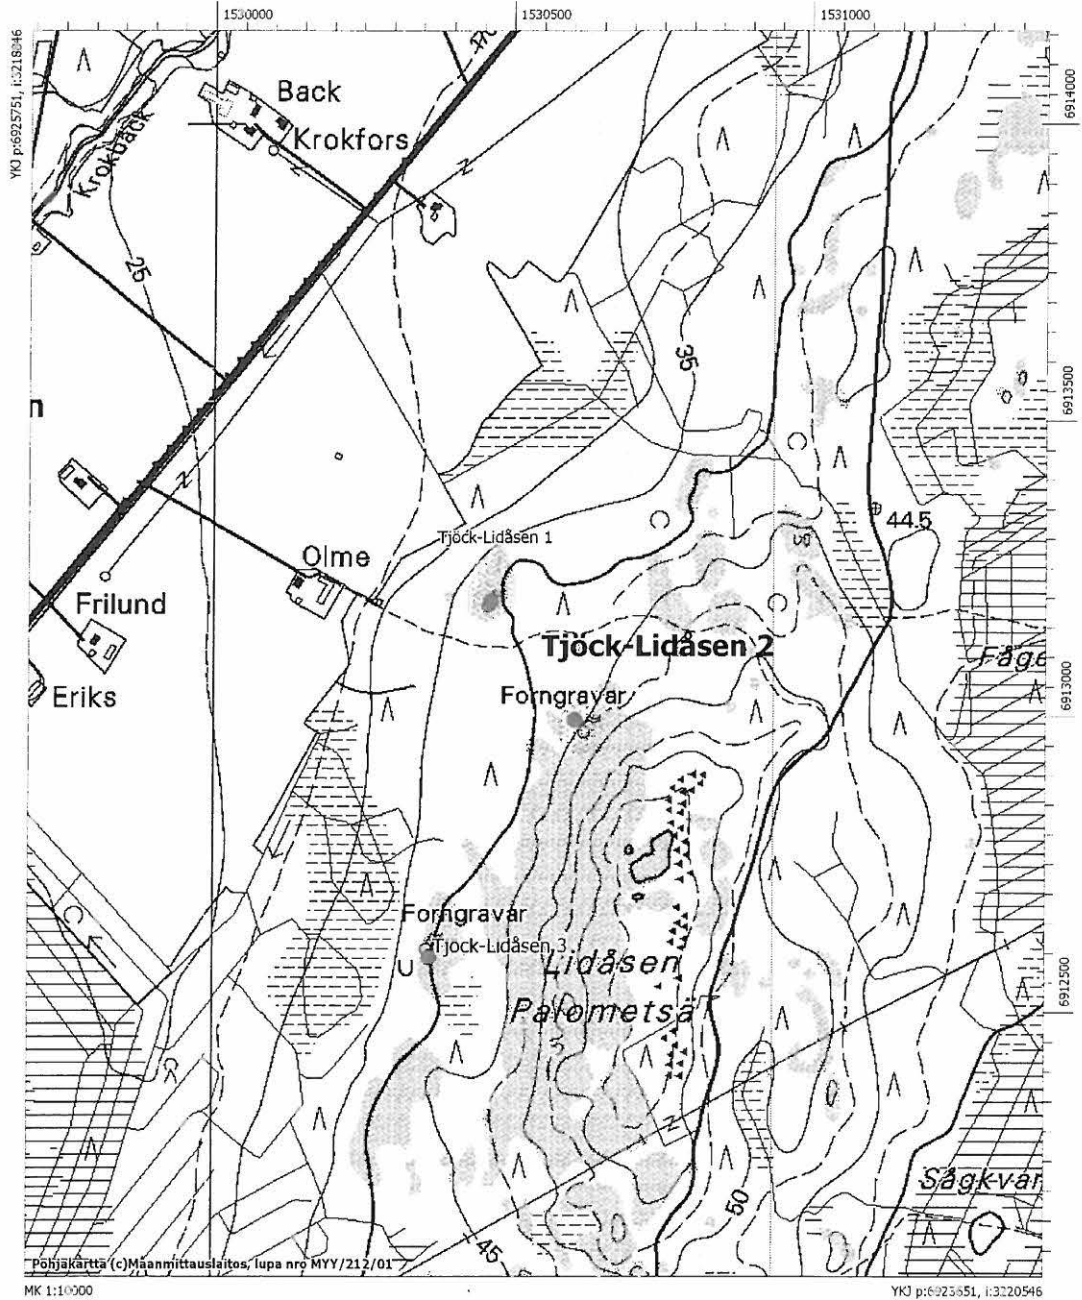 1530000
1530500
1531000
YKJ p:6925751, i:3218046
6914000
Back
Krokfors
25
35
6913500
n
44.5
Tjöck-Lidåsen 1
Olme
Frilund
Tjöck-Lidåsen 2
Fåge
Eriks
Forngravar
6913000
Forngravar
Tjöck-Lidåsen 3
Lidåsen
Palometsä
6912500
Sågkvar
50
45
Pohjakartta (c)Maanmittauslaitos, lupa nro MYY/212/01
MK 1:10000
YKJ p:6923651, i:3220546